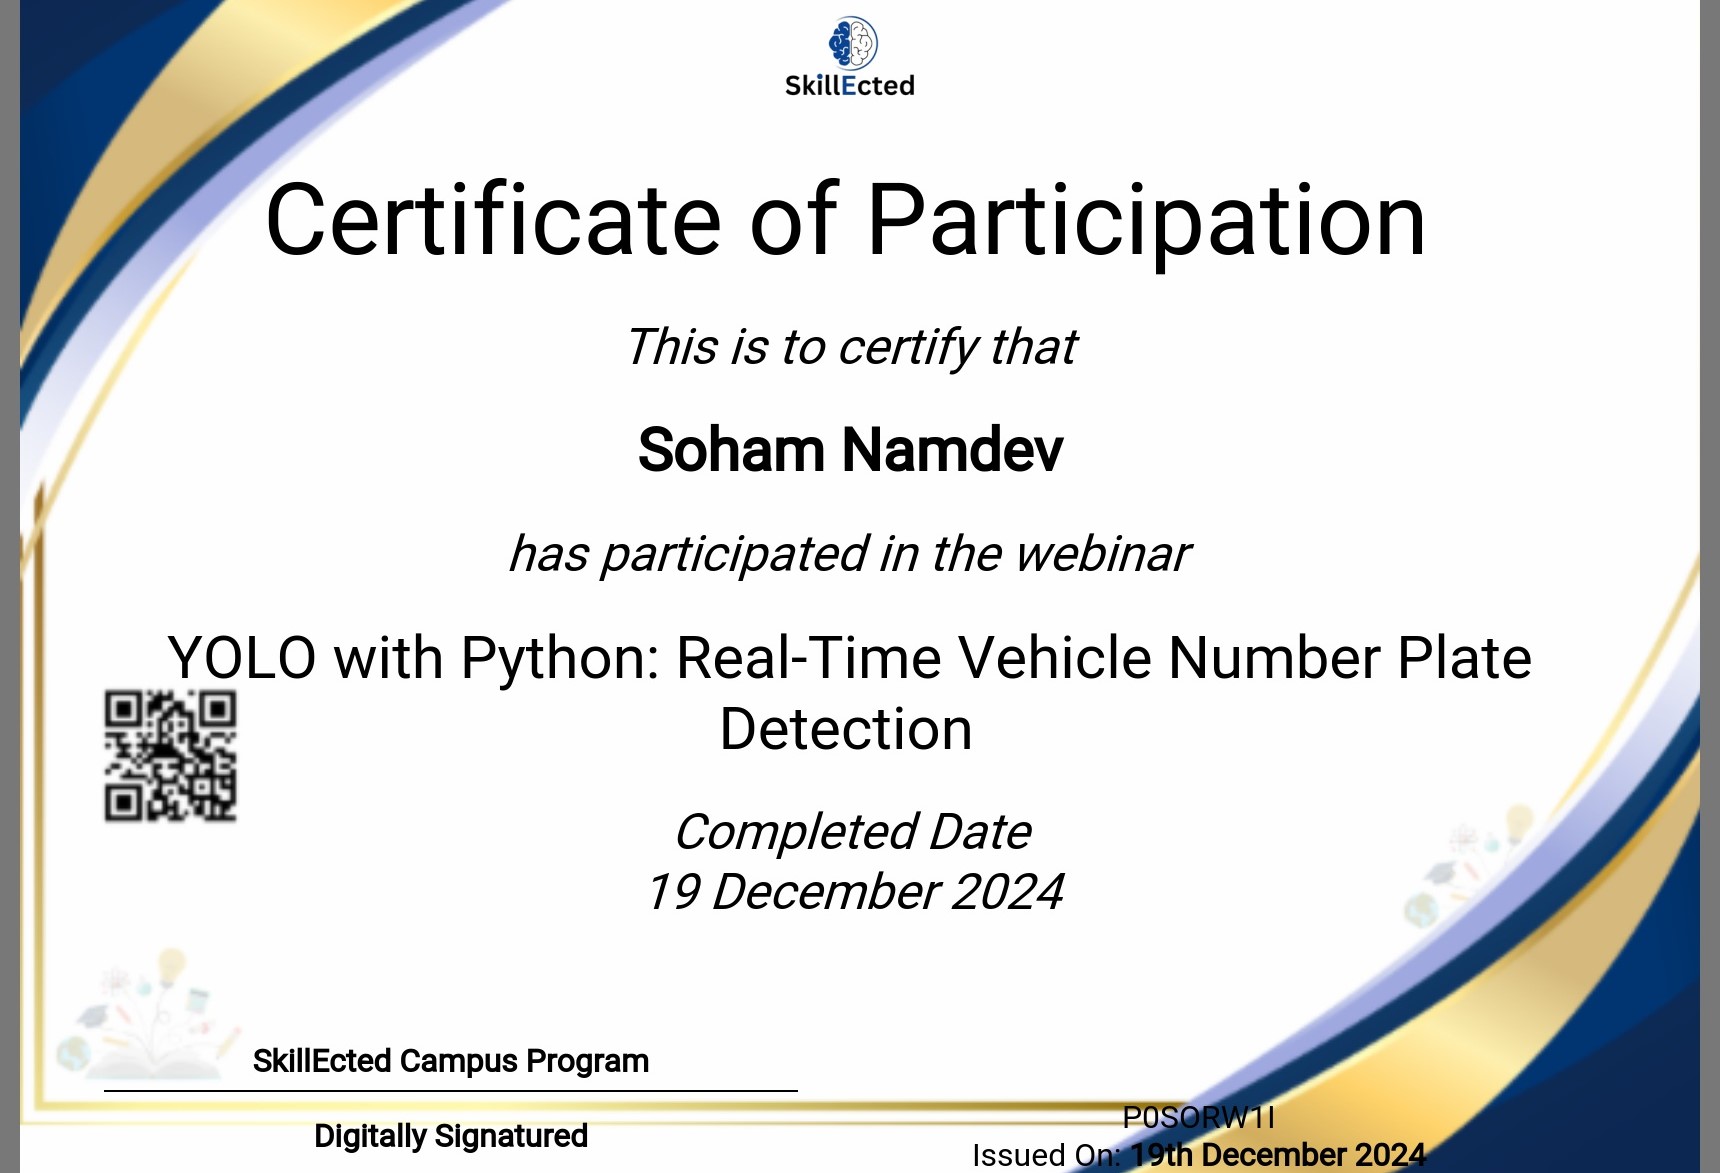 SkillEcted
Certificate of Participation
This is to certify that
Soham Namdev
has participated in the webinar
YOLO with Python: Real-Time Vehicle Number Plate
Detection
Completed Date
19 December 2024
SkillEcted Campus Program
Digitally Signatured
P0SORW1I
Issued On: 19th December 2024